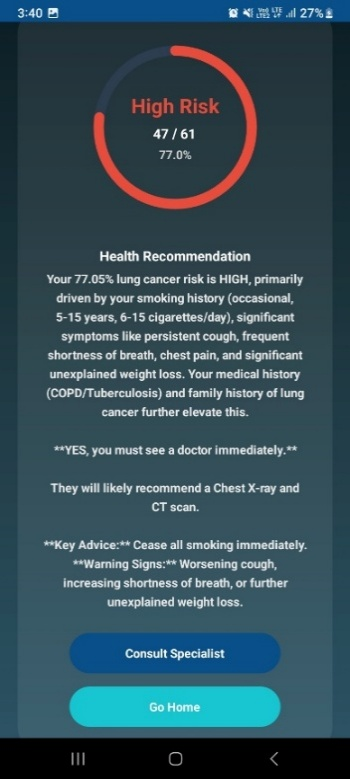 3:40 27%
High Risk
47 / 61
77.0%
Health Recommendation
Your 77.05% lung cancer risk is HIGH, primarily
driven by your smoking history (occasional,
5-15 years, 6-15 cigarettes/day), significant
symptoms like persistent cough, frequent
shortness of breath, chest pain, and significant
unexplained weight loss. Your medical history
(COPD/Tuberculosis) and family history of lung
cancer further elevate this.
**YES, you must see a doctor immediately.**
They will likely recommend a Chest X-ray and
CT scan.
**Key Advice:** Cease all smoking immediately.
**Warning Signs:** Worsening cough,
increasing shortness of breath, or further
unexplained weight loss.
Consult Specialist
Go Home